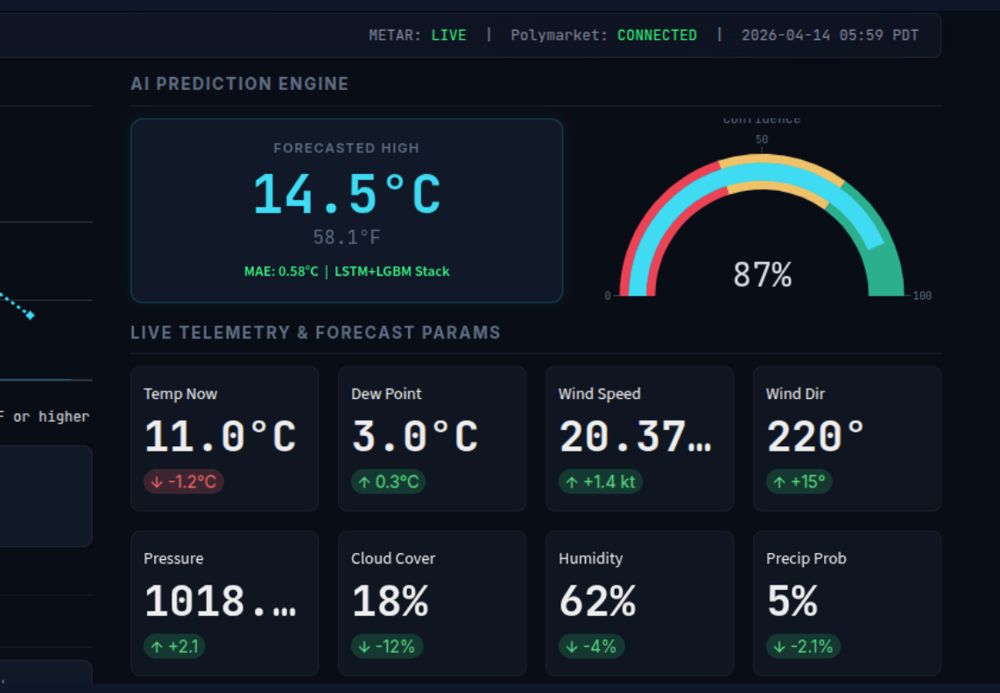 METAR: LIVE | Polymarket: CONNECTED | 2026-04-14 05:59 PDT
AI PREDICTION ENGINE
FORECASTED HIGH
14.5°C
58.1°F
MAE: 0.58°C | LSTM+LGBM Stack
Confidence
50
87%
0
100
F or higher
LIVE TELEMETRY & FORECAST PARAMS
Temp Now
11.0°C
↓ -1.2°C
Dew Point
3.0°C
↑ 0.3°C
Wind Speed
20.37…
↑ +1.4 kt
Wind Dir
220°
↑ +15°
Pressure
1018.…
↑ +2.1
Cloud Cover
18%
↓ -12%
Humidity
62%
↓ -4%
Precip Prob
5%
↓ -2.1%